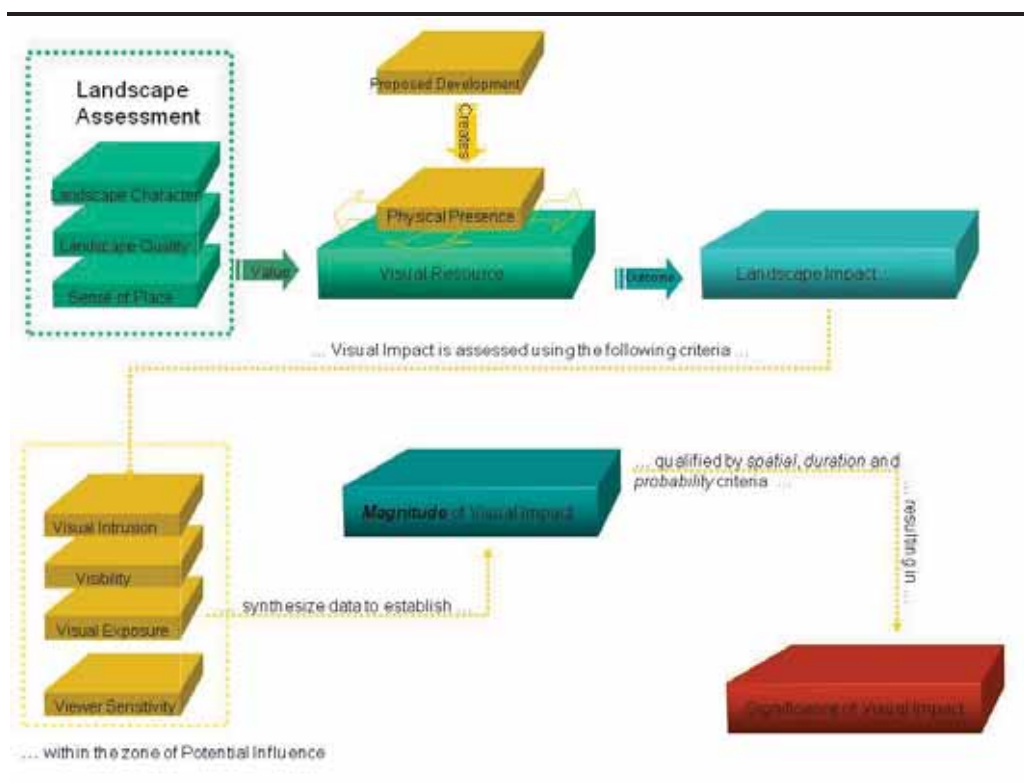 Landscape
Assessment
Landscape Character
Landscape Quality
Sense of Place
Value
Proposed Development
Creates
Physical Presence
Visual Resource
Outcome
Landscape Impact...
... Visual Impact is assessed using the following criteria ...
Visual Intrusion
Visibility
Visual Exposure
Viewer Sensitivity
... within the zone of Potential Influence
... synthesize data to establish ...
Magnitude of Visual Impact
... qualified by spatial, duration and
probability criteria ...
... resulting in ...
Significance of Visual Impact